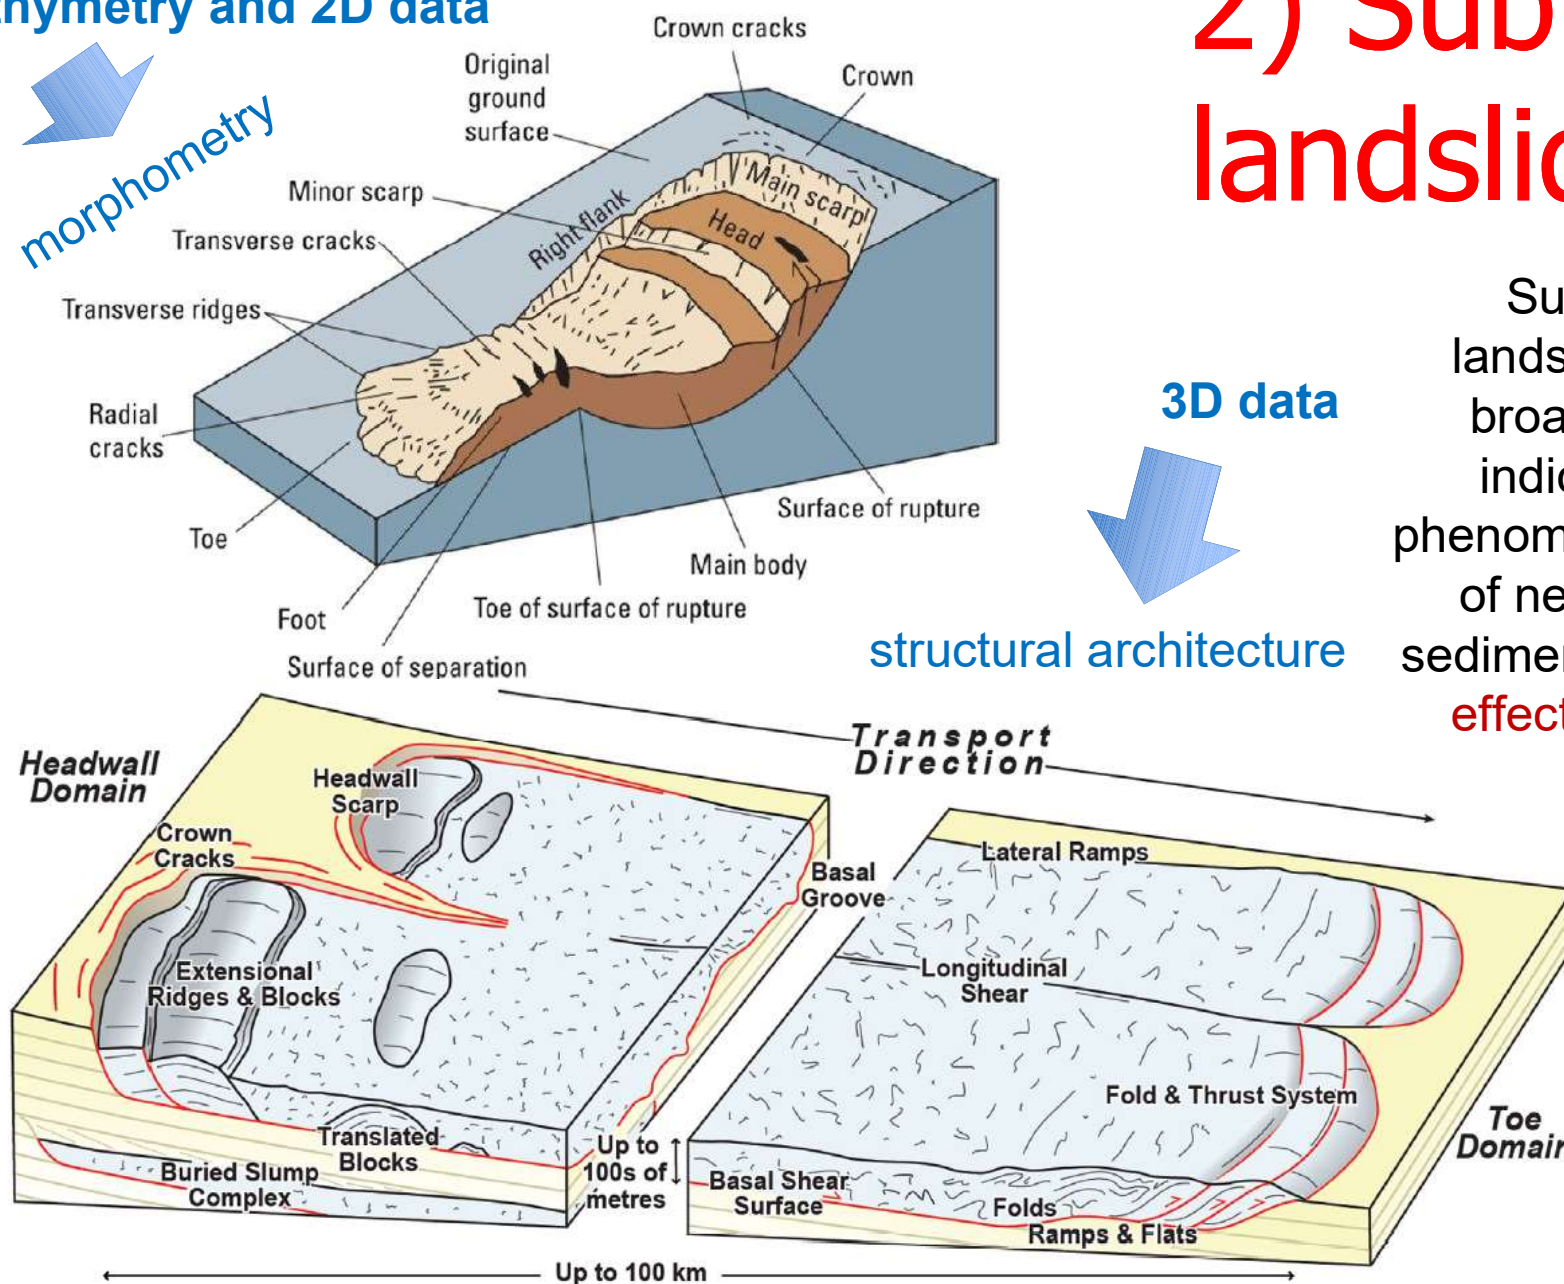 thymetry and 2D data
morphometry
2) Sub
landslid
Crown cracks
Original
ground
surface
Crown
Minor scarp
Main scarp
Right flank
Head
Transverse cracks
Transverse ridges
Radial
cracks
Toe
Surface of rupture
Main body
Toe of surface of rupture
Foot
Surface of separation
3D data
structural architecture
Su
lands
broa
indic
phenom
of ne
sedimen
effect
Transport
Direction
Headwall
Domain
Headwall
Scarp
Crown
Cracks
Basal
Groove
Extensional
Ridges & Blocks
Translated
Blocks
Buried Slump
Complex
Up to
100s of
metres
Lateral Ramps
Longitudinal
Shear
Fold & Thrust System
Toe
Domain
Basal Shear
Surface
Folds
Ramps & Flats
Up to 100 km